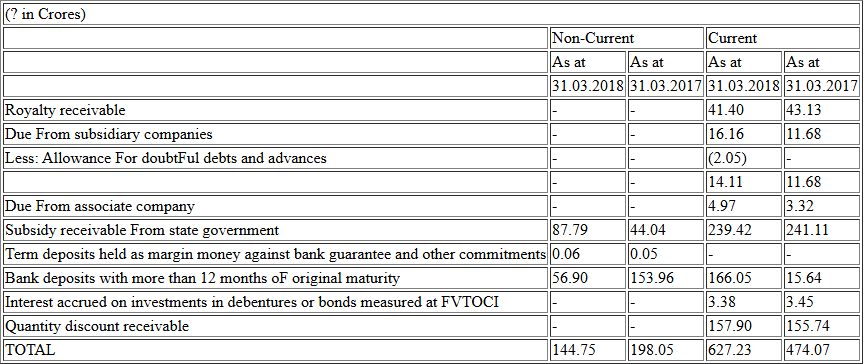 (? in Crores)
Non-Current Current
As at As at As at As at
31.03.2018 31.03.2017 31.03.2018 31.03.2017
Royalty receivable - - 41.40 43.13
Due From subsidiary companies - - 16.16 11.68
Less: Allowance For doubtFul debts and advances - - (2.05) -
- - 14.11 11.68
Due From associate company - - 4.97 3.32
Subsidy receivable From state government 87.79 44.04 239.42 241.11
Term deposits held as margin money against bank guarantee and other commitments 0.06 0.05 - -
Bank deposits with more than 12 months oF original maturity 56.90 153.96 166.05 15.64
Interest accrued on investments in debentures or bonds measured at FVTOCI - - 3.38 3.45
Quantity discount receivable - - 157.90 155.74
TOTAL 144.75 198.05 627.23 474.07